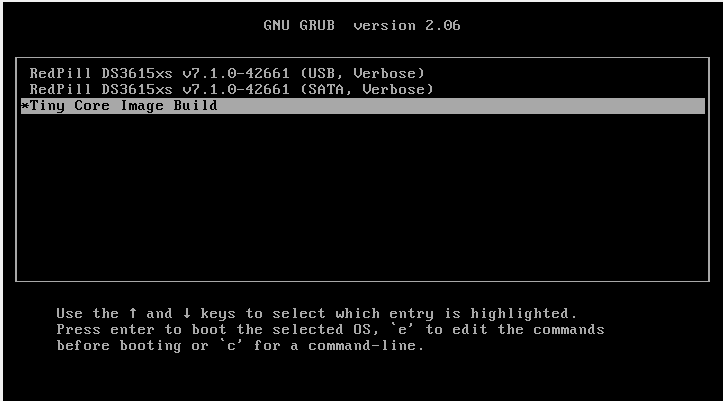 GNU GRUB version 2.06
RedPill DS3615xs v7.1.0-42661 (USB, Verbose)
RedPill DS3615xs v7.1.0-42661 (SATA, Verbose)
*Tiny Core Image Build
Use the ↑ and ↓ keys to select which entry is highlighted.
Press enter to boot the selected OS, `e' to edit the commands
before booting or `c' for a command-line.